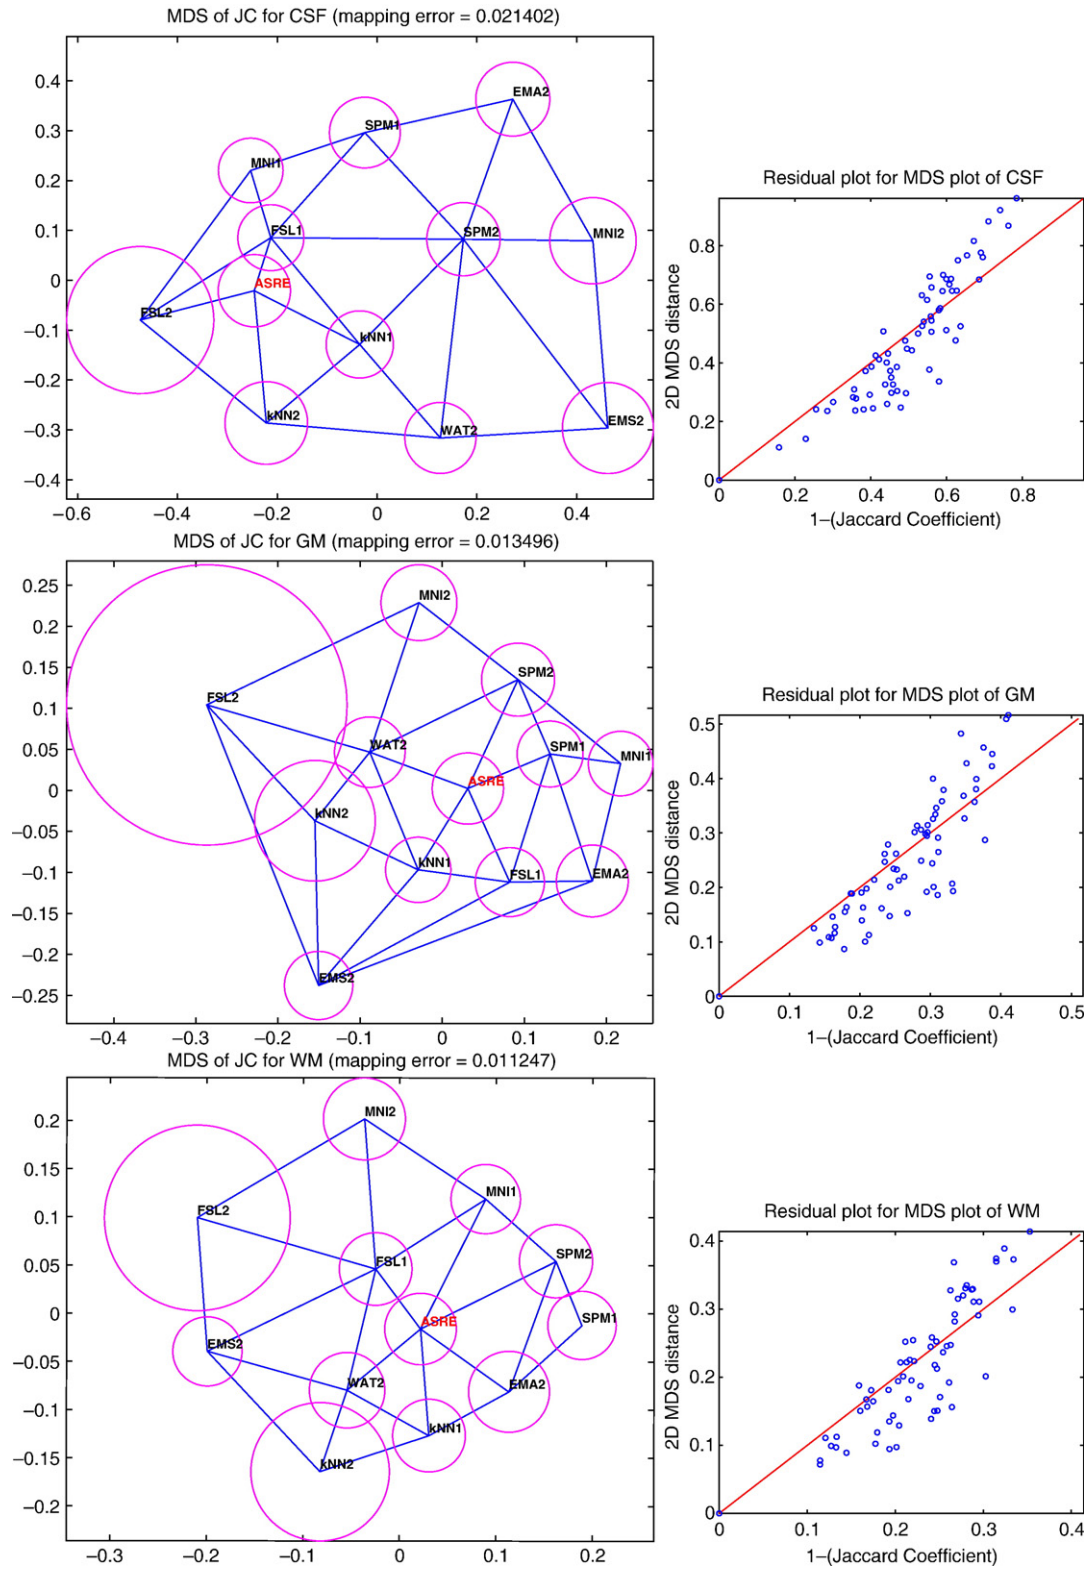 MDS of JC for CSF (mapping error = 0.021402)
0.4
0.3
0.2
0.1
0
−0.1
−0.2
−0.3
−0.4
EMA2
SPM1
MNI1
FSL1
SPM2
MNI2
ASRE
FSL2
kNN1
kNN2
WAT2
EMS2
−0.6
−0.4
−0.2
0
0.2
0.4
Residual plot for MDS plot of CSF
2D MDS distance
0.8
0.6
0.4
0.2
0
0
0.2
0.4
0.6
0.8
1−(Jaccard Coefficient)
MDS of JC for GM (mapping error = 0.013496)
0.25
0.2
0.15
0.1
0.05
0
−0.05
−0.1
−0.15
−0.2
−0.25
MNI2
SPM2
FSL2
WAT2
SPM1
MNI1
ASRE
kNN2
kNN1
FSL1
EMA2
EMS2
−0.4
−0.3
−0.2
−0.1
0
0.1
0.2
Residual plot for MDS plot of GM
2D MDS distance
0.5
0.4
0.3
0.2
0.1
0
0
0.1
0.2
0.3
0.4
0.5
1−(Jaccard Coefficient)
MDS of JC for WM (mapping error = 0.011247)
0.2
0.15
0.1
0.05
0
−0.05
−0.1
−0.15
−0.2
MNI2
MNI1
FSL2
FSL1
SPM2
SPM1
ASRE
EMS2
WAT2
EMA2
kNN1
kNN2
−0.3
−0.2
−0.1
0
0.1
0.2
Residual plot for MDS plot of WM
2D MDS distance
0.4
0.3
0.2
0.1
0
0
0.1
0.2
0.3
0.4
1−(Jaccard Coefficient)